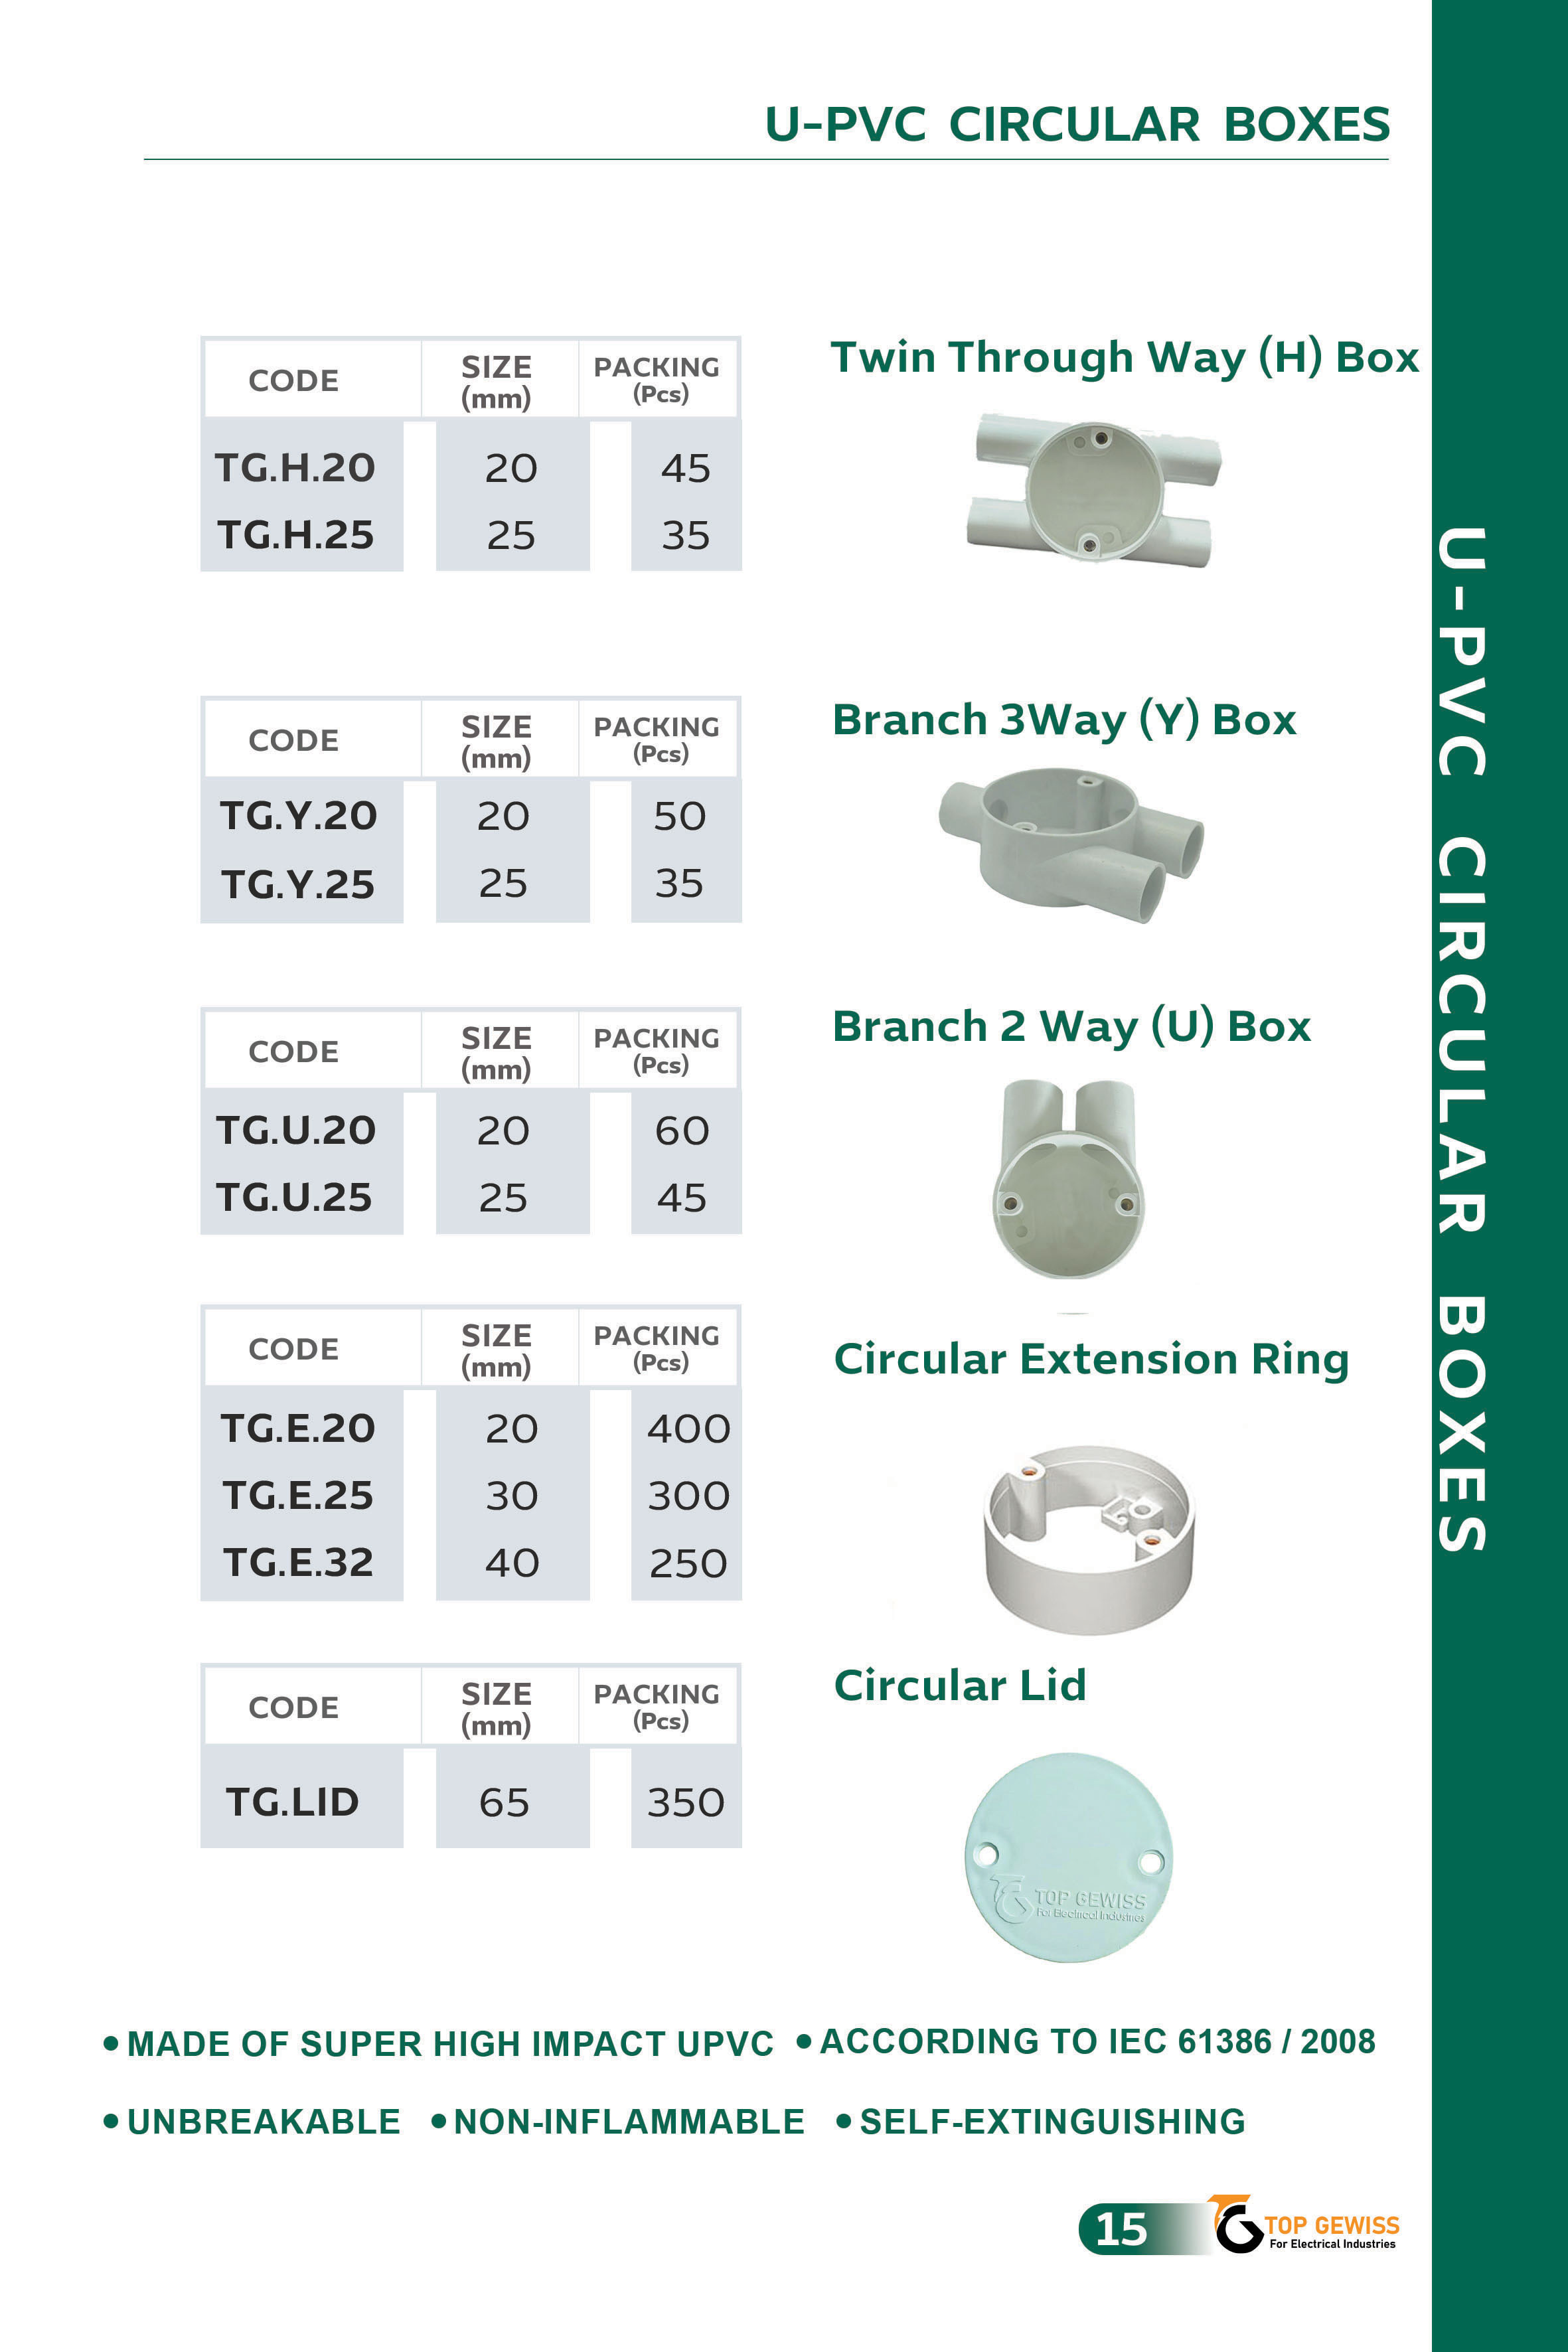 U-PVC CIRCULAR BOXES
CODE SIZE (mm) PACKING (Pcs)
TG.H.20 20 45
TG.H.25 25 35
Twin Through Way (H) Box
CODE SIZE (mm) PACKING (Pcs)
TG.Y.20 20 50
TG.Y.25 25 35
Branch 3Way (Y) Box
CODE SIZE (mm) PACKING (Pcs)
TG.U.20 20 60
TG.U.25 25 45
Branch 2 Way (U) Box
CODE SIZE (mm) PACKING (Pcs)
TG.E.20 20 400
TG.E.25 30 300
TG.E.32 40 250
Circular Extension Ring
CODE SIZE (mm) PACKING (Pcs)
TG.LID 65 350
Circular Lid
TOP GEWISS
For Electrical Industries
• MADE OF SUPER HIGH IMPACT UPVC • ACCORDING TO IEC 61386 / 2008
• UNBREAKABLE • NON-INFLAMMABLE • SELF-EXTINGUISHING
15
TOP GEWISS
For Electrical Industries
U-PVC CIRCULAR BOXES